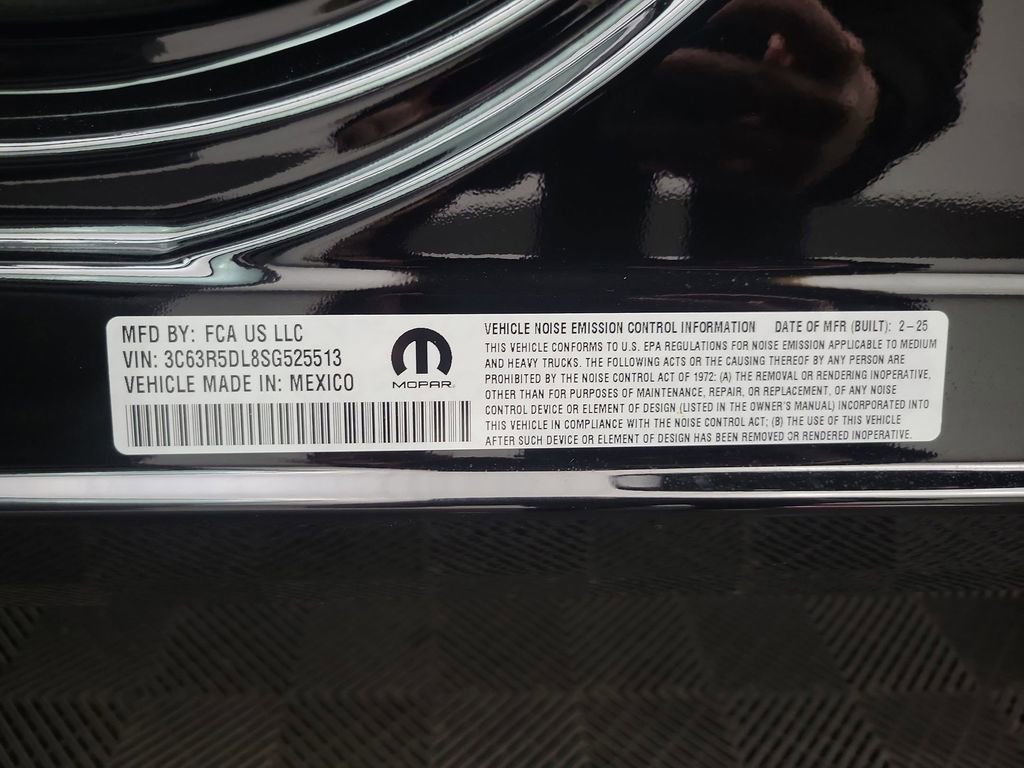 MFD BY: FCA US LLC
VIN: 3C63R5DL8SG525513
VEHICLE MADE IN: MEXICO
MOPAR
VEHICLE NOISE EMISSION CONTROL INFORMATION DATE OF MFR (BUILT): 2-25
THIS VEHICLE CONFORMS TO U.S. EPA REGULATIONS FOR NOISE EMISSION APPLICABLE TO MEDIUM
AND HEAVY TRUCKS. THE FOLLOWING ACTS OR THE CAUSING THEREOF BY ANY PERSON ARE
PROHIBITED BY THE NOISE CONTROL ACT OF 1972: (A) THE REMOVAL OR RENDERING INOPERATIVE,
OTHER THAN FOR PURPOSES OF MAINTENANCE, REPAIR, OR REPLACEMENT, OF ANY NOISE
CONTROL DEVICE OR ELEMENT OF DESIGN (LISTED IN THE OWNER'S MANUAL) INCORPORATED INTO
THIS VEHICLE IN COMPLIANCE WITH THE NOISE CONTROL ACT; (B) THE USE OF THIS VEHICLE
AFTER SUCH DEVICE OR ELEMENT OF DESIGN HAS BEEN REMOVED OR RENDERED INOPERATIVE.